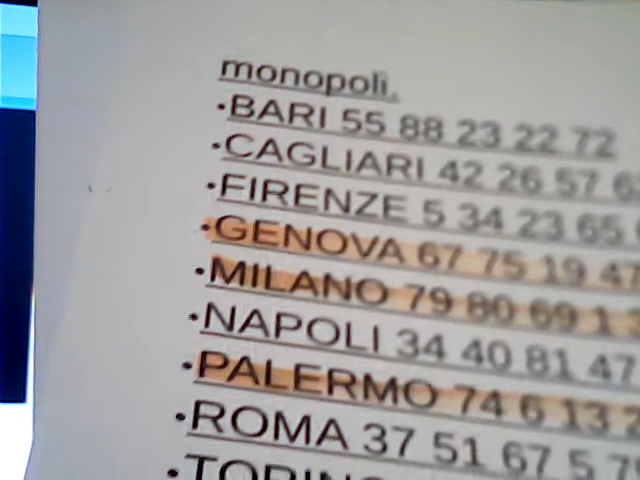 monopoli.
·BARI 55 88 23 22 72
·CAGLIARI 42 26 57
·FIRENZE 5 34 23 65
·GENOVA 67 75 19 47
·MILANO 79 80 69 1
·NAPOLI 34 40 81 47
·PALERMO 74 6 13
·ROMA 37 51 67 5